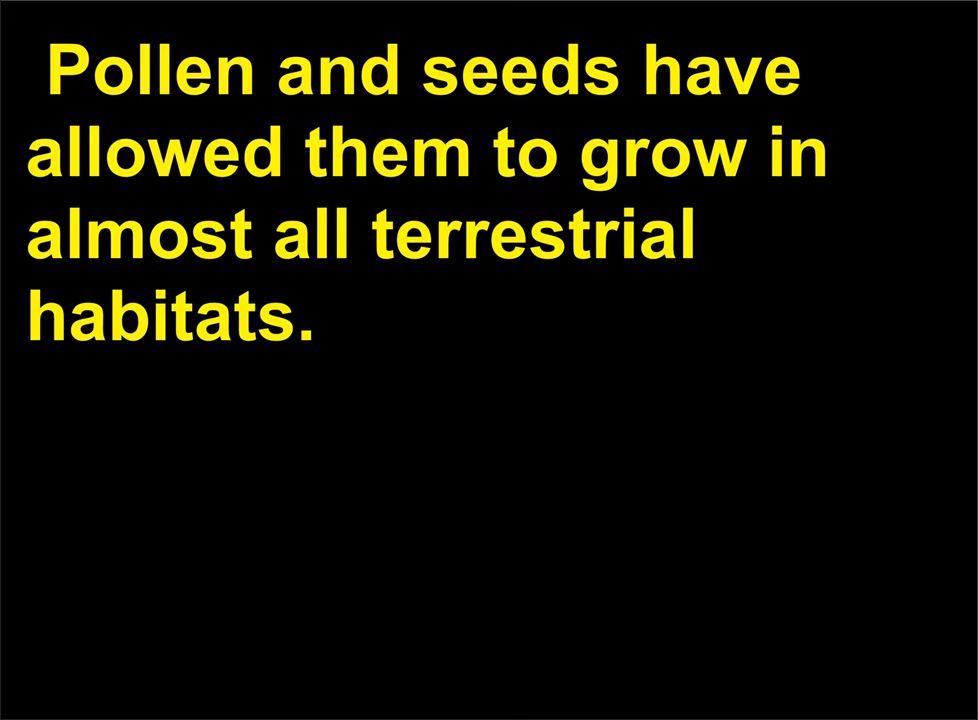 Pollen and seeds have
allowed them to grow in
almost all terrestrial
habitats.